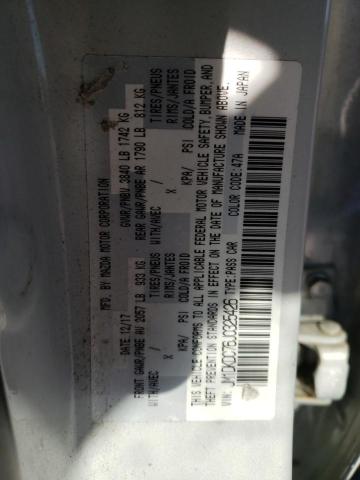 MFD. BY MAZDA MOTOR CORPORATION
DATE: 12/17 GVWR/PNBV: 3840 LB 1742 KG
FRONT GAWR/PNBE AV 2057 LB 933 KG REAR GAWR/PNBE AR 1790 LB 812 KG
WITH/AVEC TIRES/PNEUS WITH/AVEC TIRES/PNEUS
X RIMS/JANTES X RIMS/JANTES
KPA/ PSI COLD/A FROID KPA/ PSI COLD/A FROID
THIS VEHICLE CONFORMS TO ALL APPLICABLE FEDERAL MOTOR VEHICLE SAFETY, BUMPER, AND
THEFT PREVENTION STANDARDS IN EFFECT ON THE DATE OF MANUFACTURE SHOWN ABOVE.
VIN: COLOR CODE: 47A MADE IN JAPAN
TYPE: PASS CAR